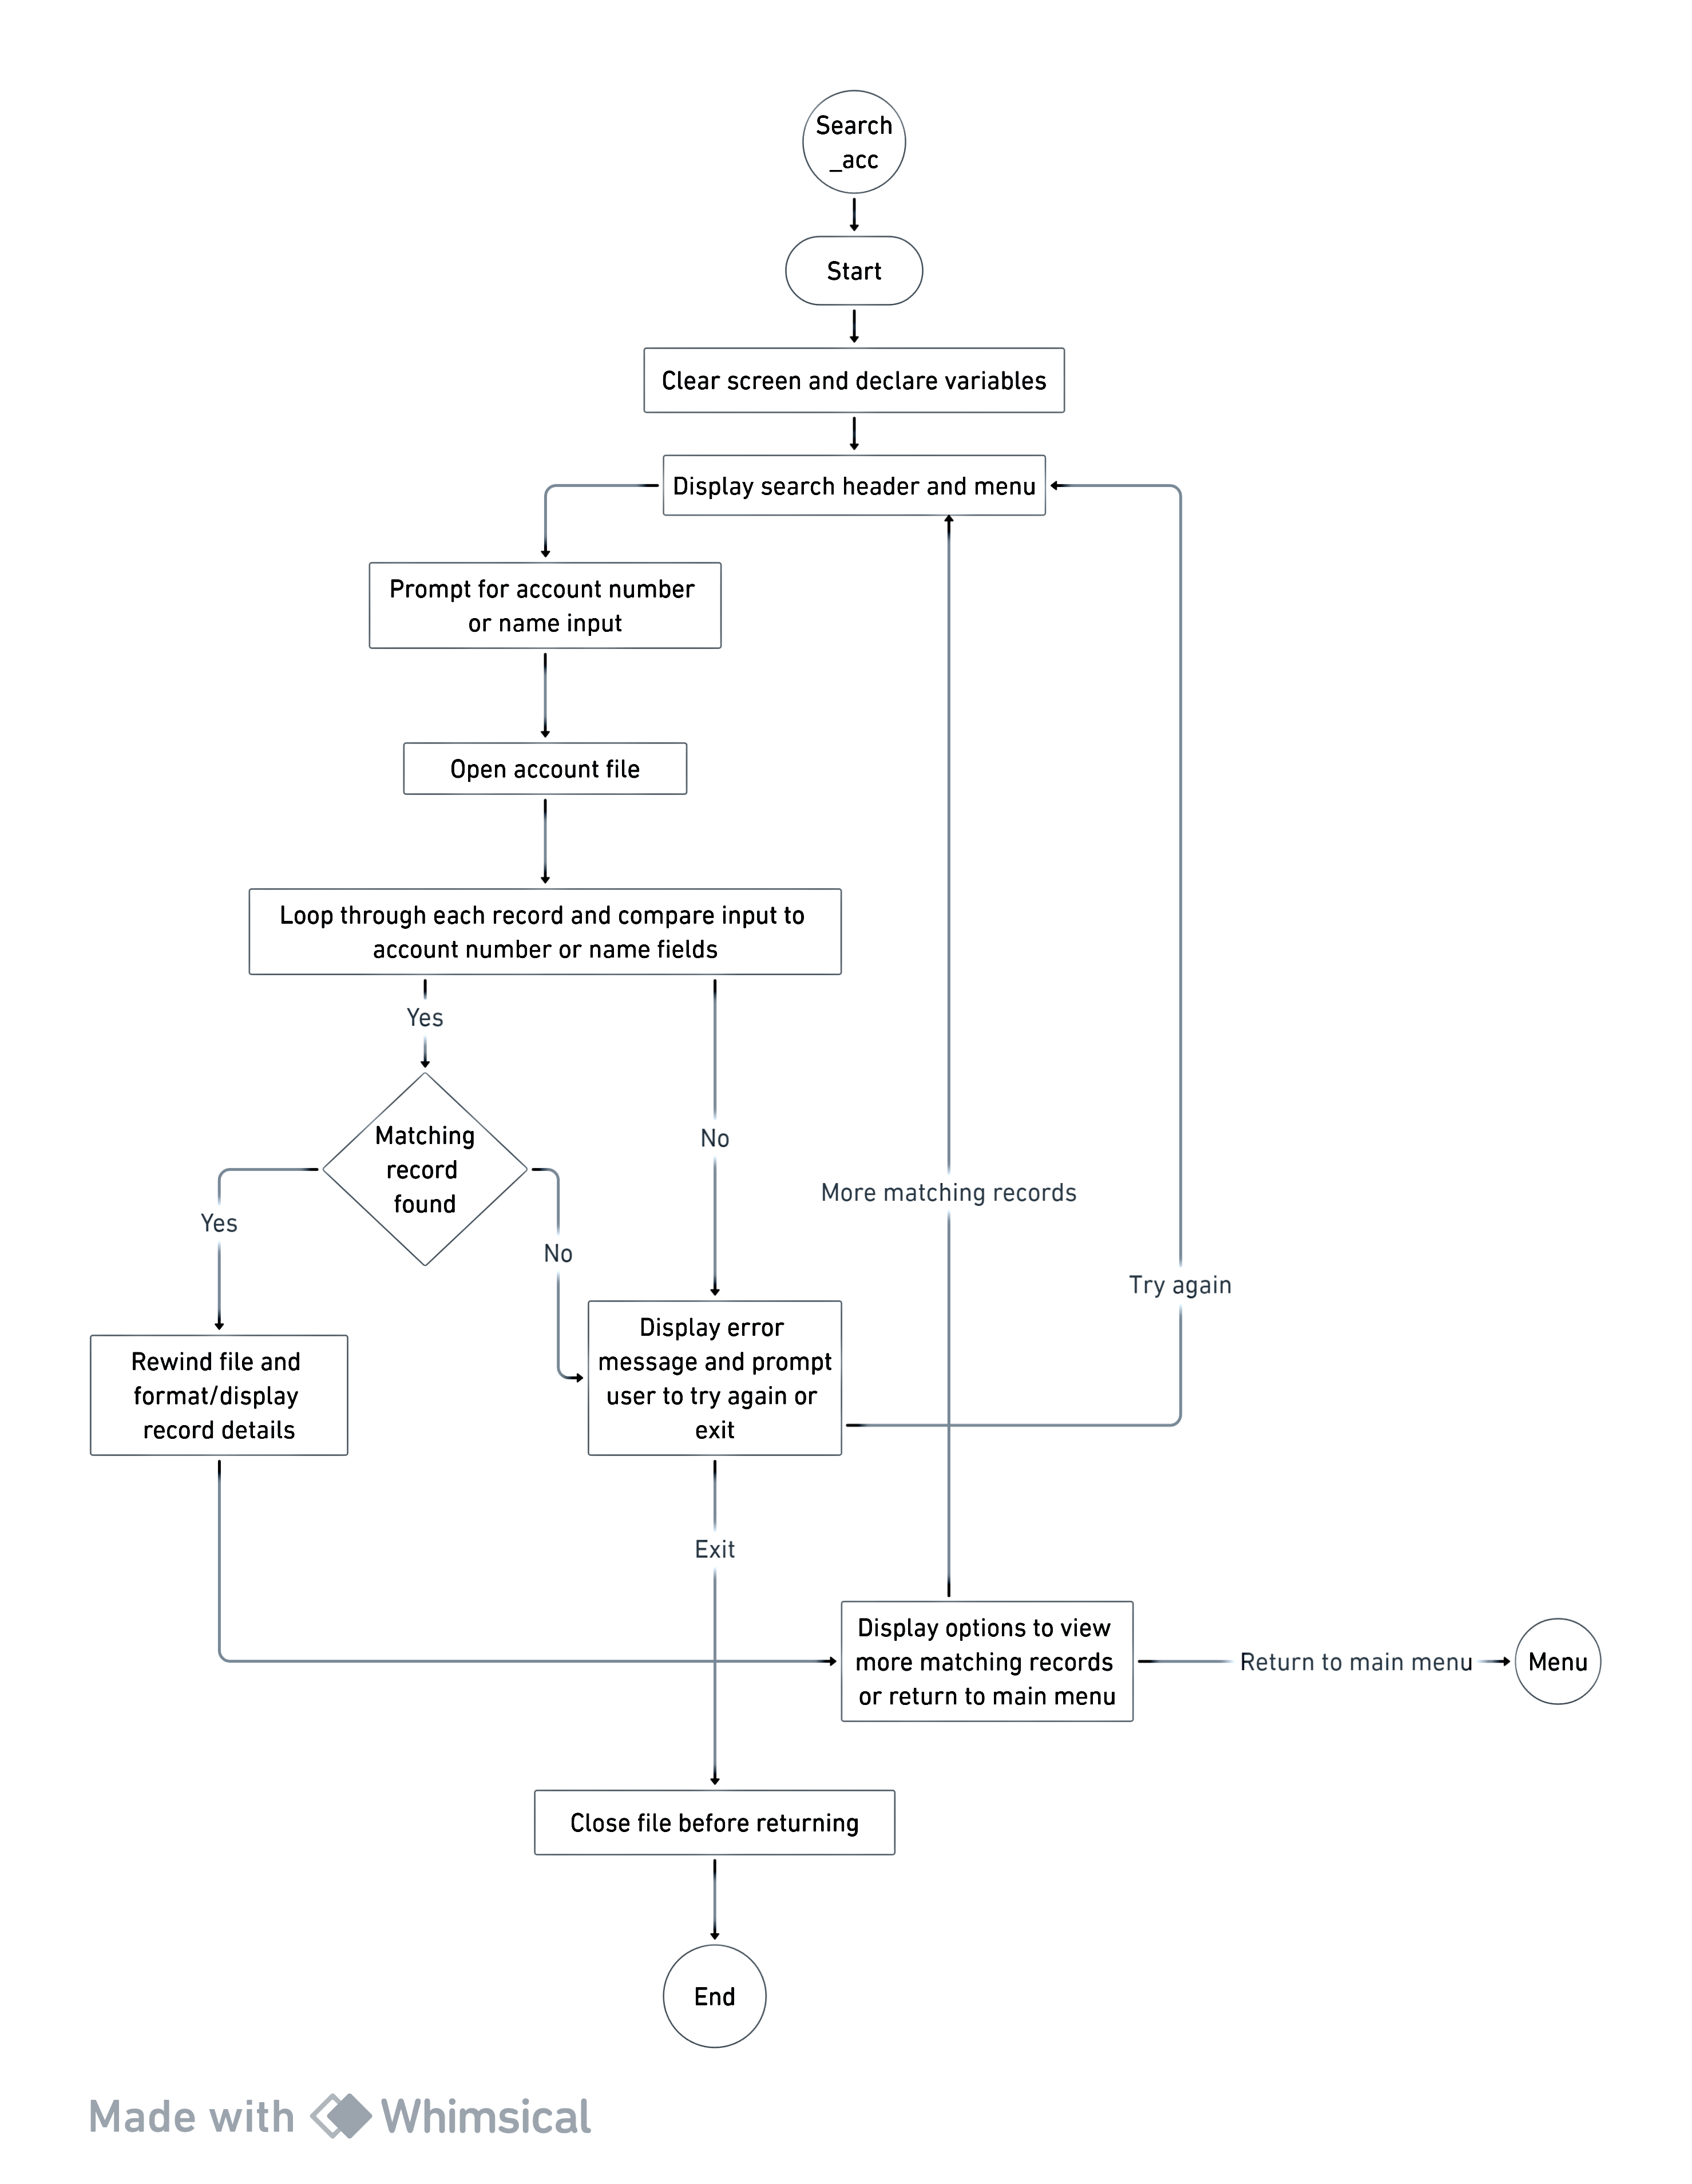 Search
_acc
Start
Clear screen and declare variables
Display search header and menu
Prompt for account number
or name input
Open account file
Loop through each record and compare input to
account number or name fields
Yes
No
Matching
record
found
Yes
No
More matching records
Try again
Rewind file and
format/display
record details
Display error
message and prompt
user to try again or
exit
Exit
Display options to view
more matching records
or return to main menu
Return to main menu
Menu
Close file before returning
End
Made with Whimsical